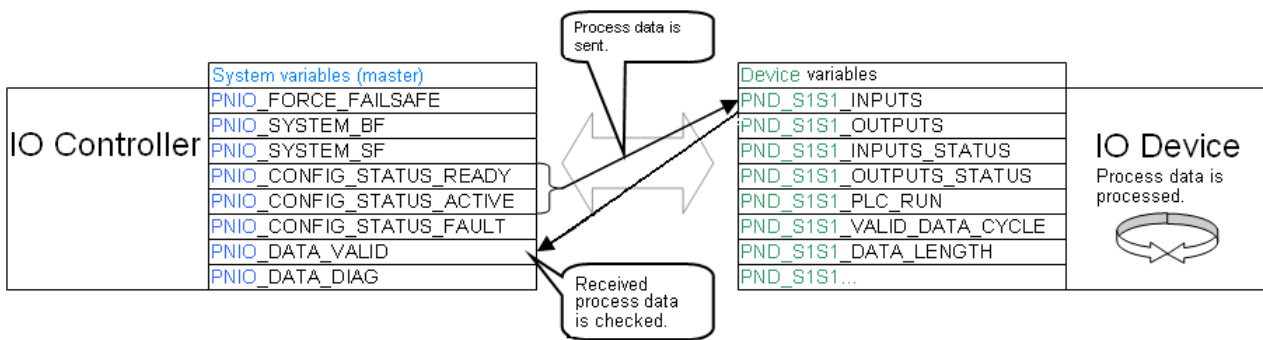 Process data is
sent.
System variables (master)
Device variables
IO Controller
PNIO_FORCE_FAILSAFE
PNIO_SYSTEM_BF
PNIO_SYSTEM_SF
PNIO_CONFIG_STATUS_READY
PNIO_CONFIG_STATUS_ACTIVE
PNIO_CONFIG_STATUS_FAULT
PNIO_DATA_VALID
PNIO_DATA_DIAG
PND_S1S1_INPUTS
PND_S1S1_OUTPUTS
PND_S1S1_INPUTS_STATUS
PND_S1S1_OUTPUTS_STATUS
PND_S1S1_PLC_RUN
PND_S1S1_VALID_DATA_CYCLE
PND_S1S1_DATA_LENGTH
PND_S1S1...
IO Device
Process data is
processed.
Received
process data
is checked.